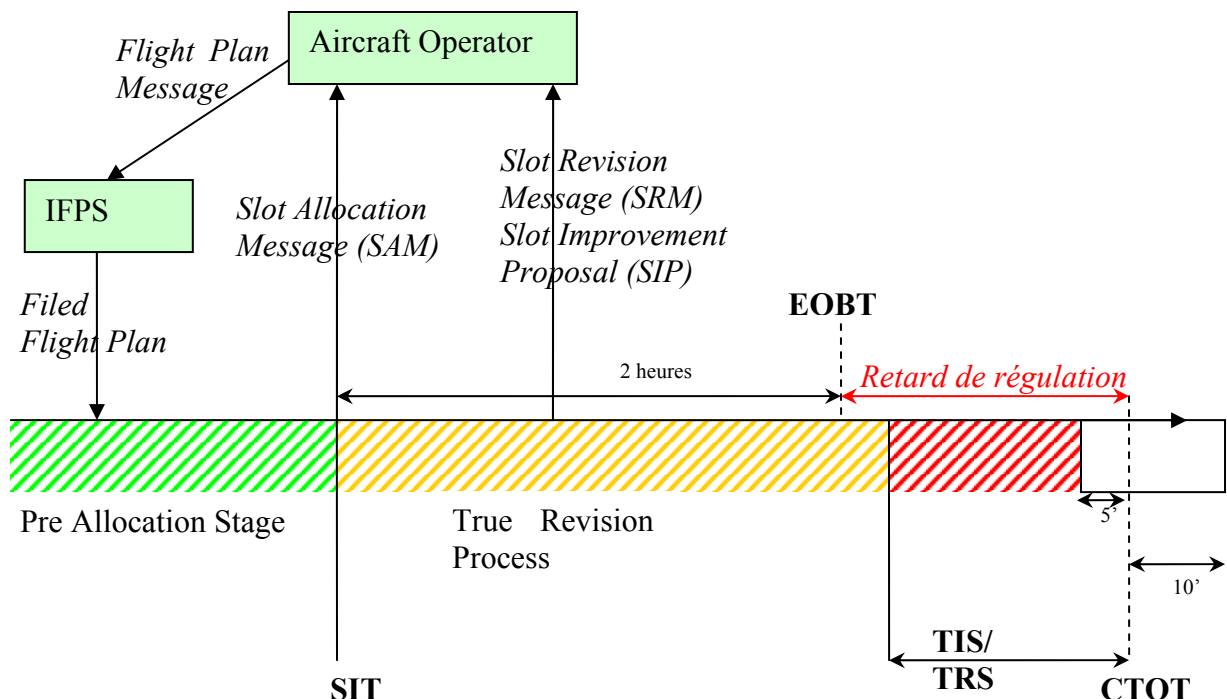 Aircraft Operator
Flight Plan
Message
IFPS
Slot Allocation
Message (SAM)
Slot Revision
Message (SRM)
Slot Improvement
Proposal (SIP)
Filed
Flight Plan
EOBT
2 heures
Retard de régulation
Pre Allocation Stage
True Revision
Process
5’
10’
TIS/
TRS
SIT
CTOT